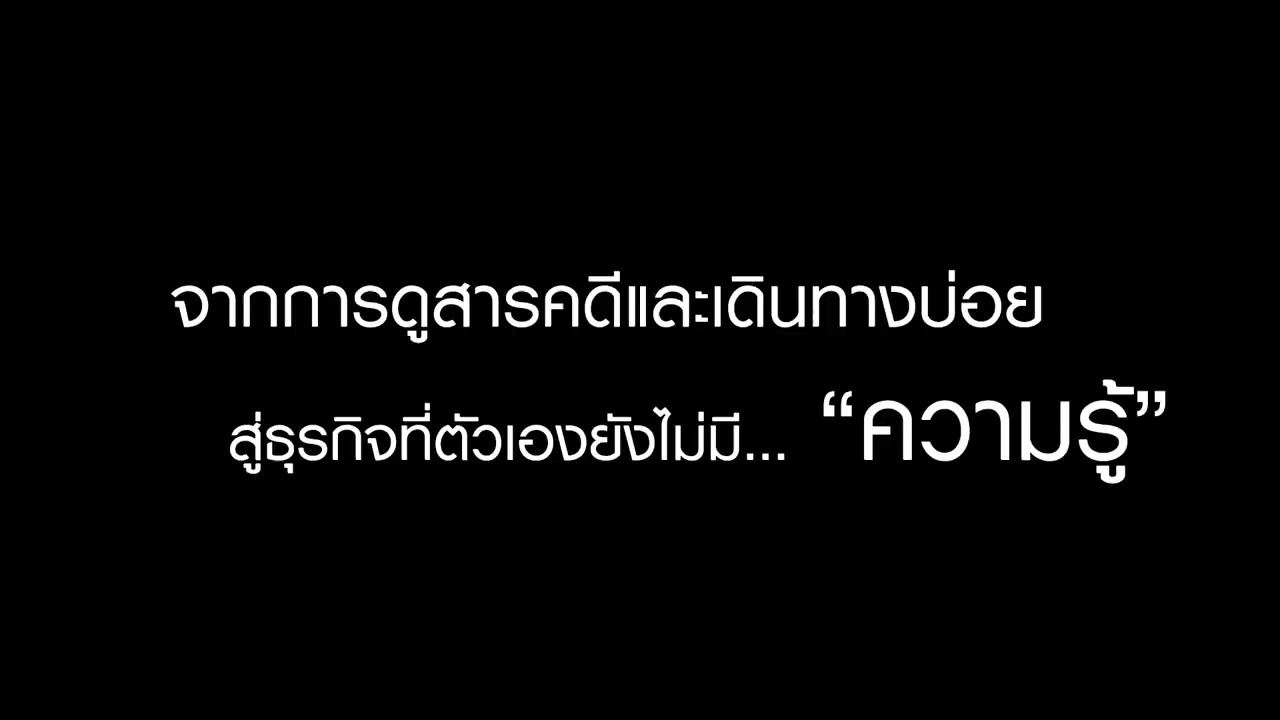 จากการดูสารคดีและเดินทางบ่อย
สู่ธุรกิจที่ตัวเองยังไม่มี... “ความรู้”